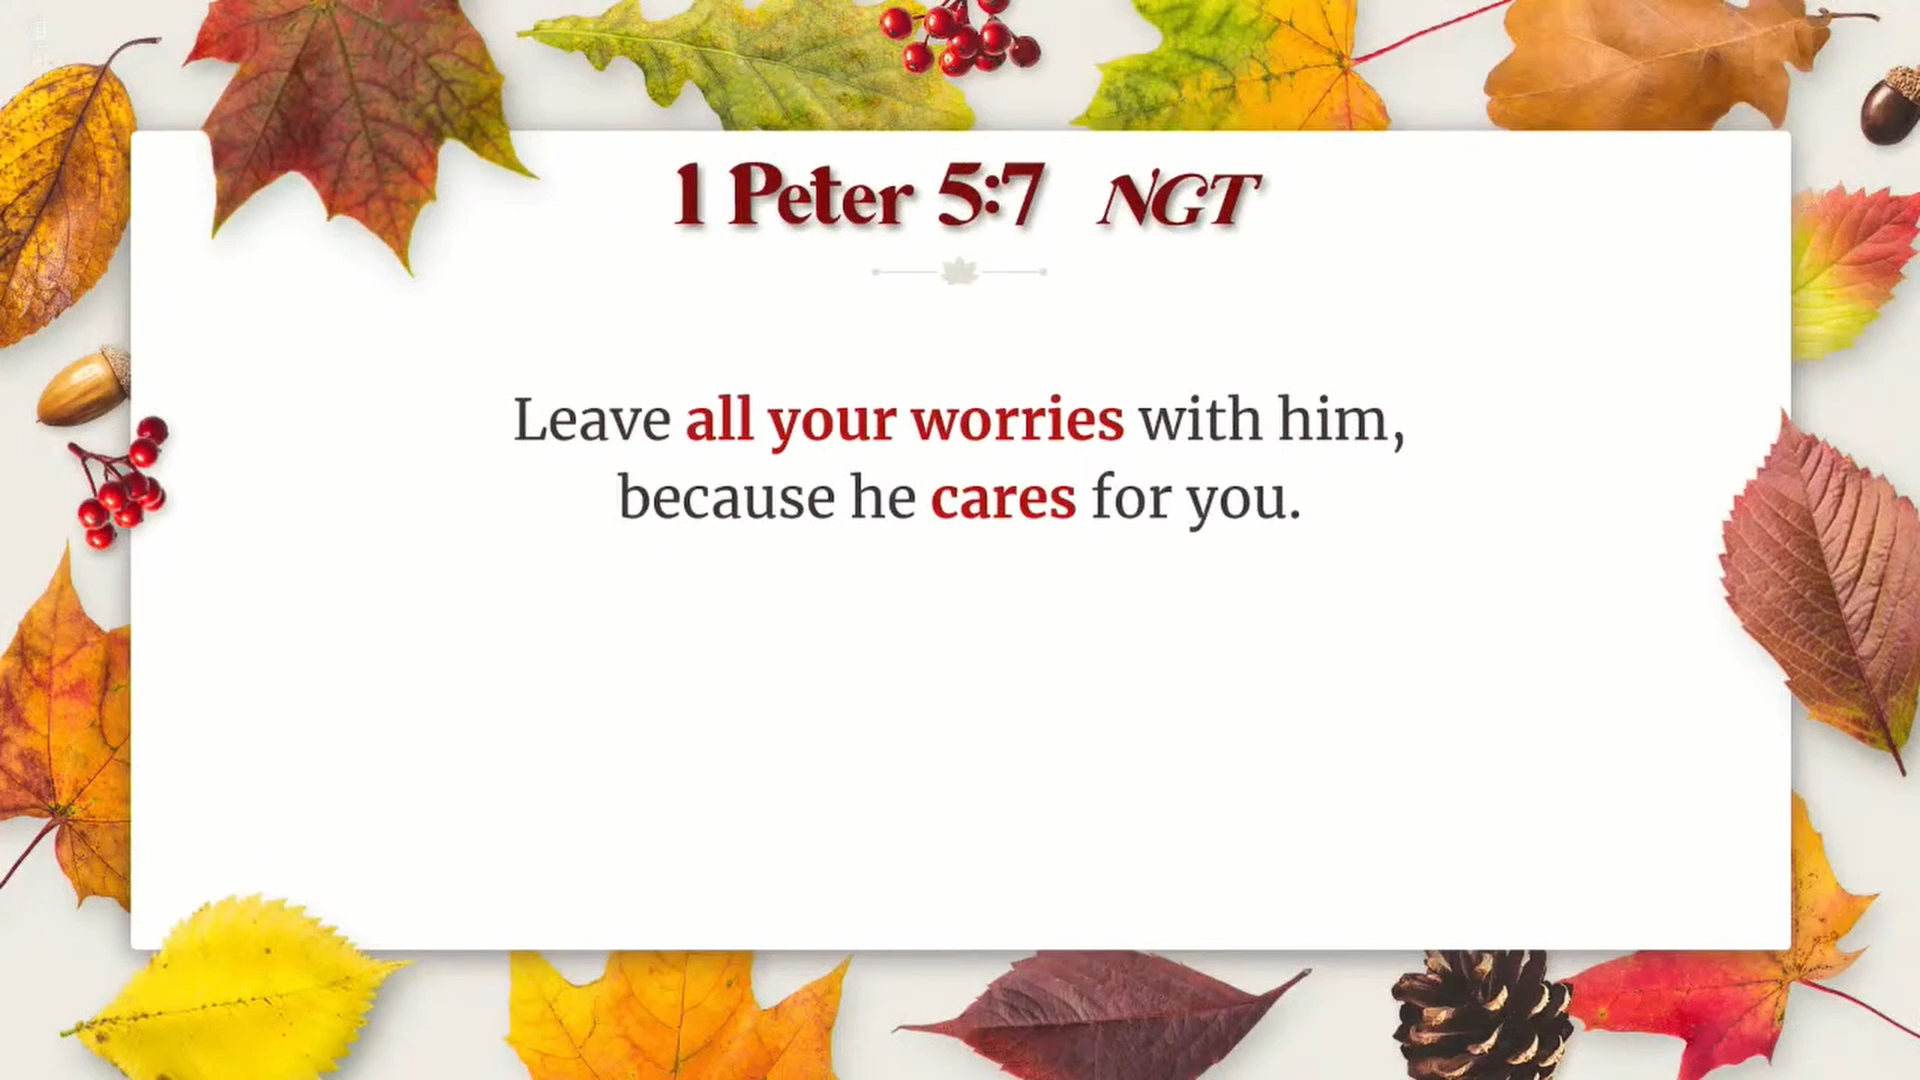 1 Peter 5:7 NGT
Leave all your worries with him,
because he cares for you.